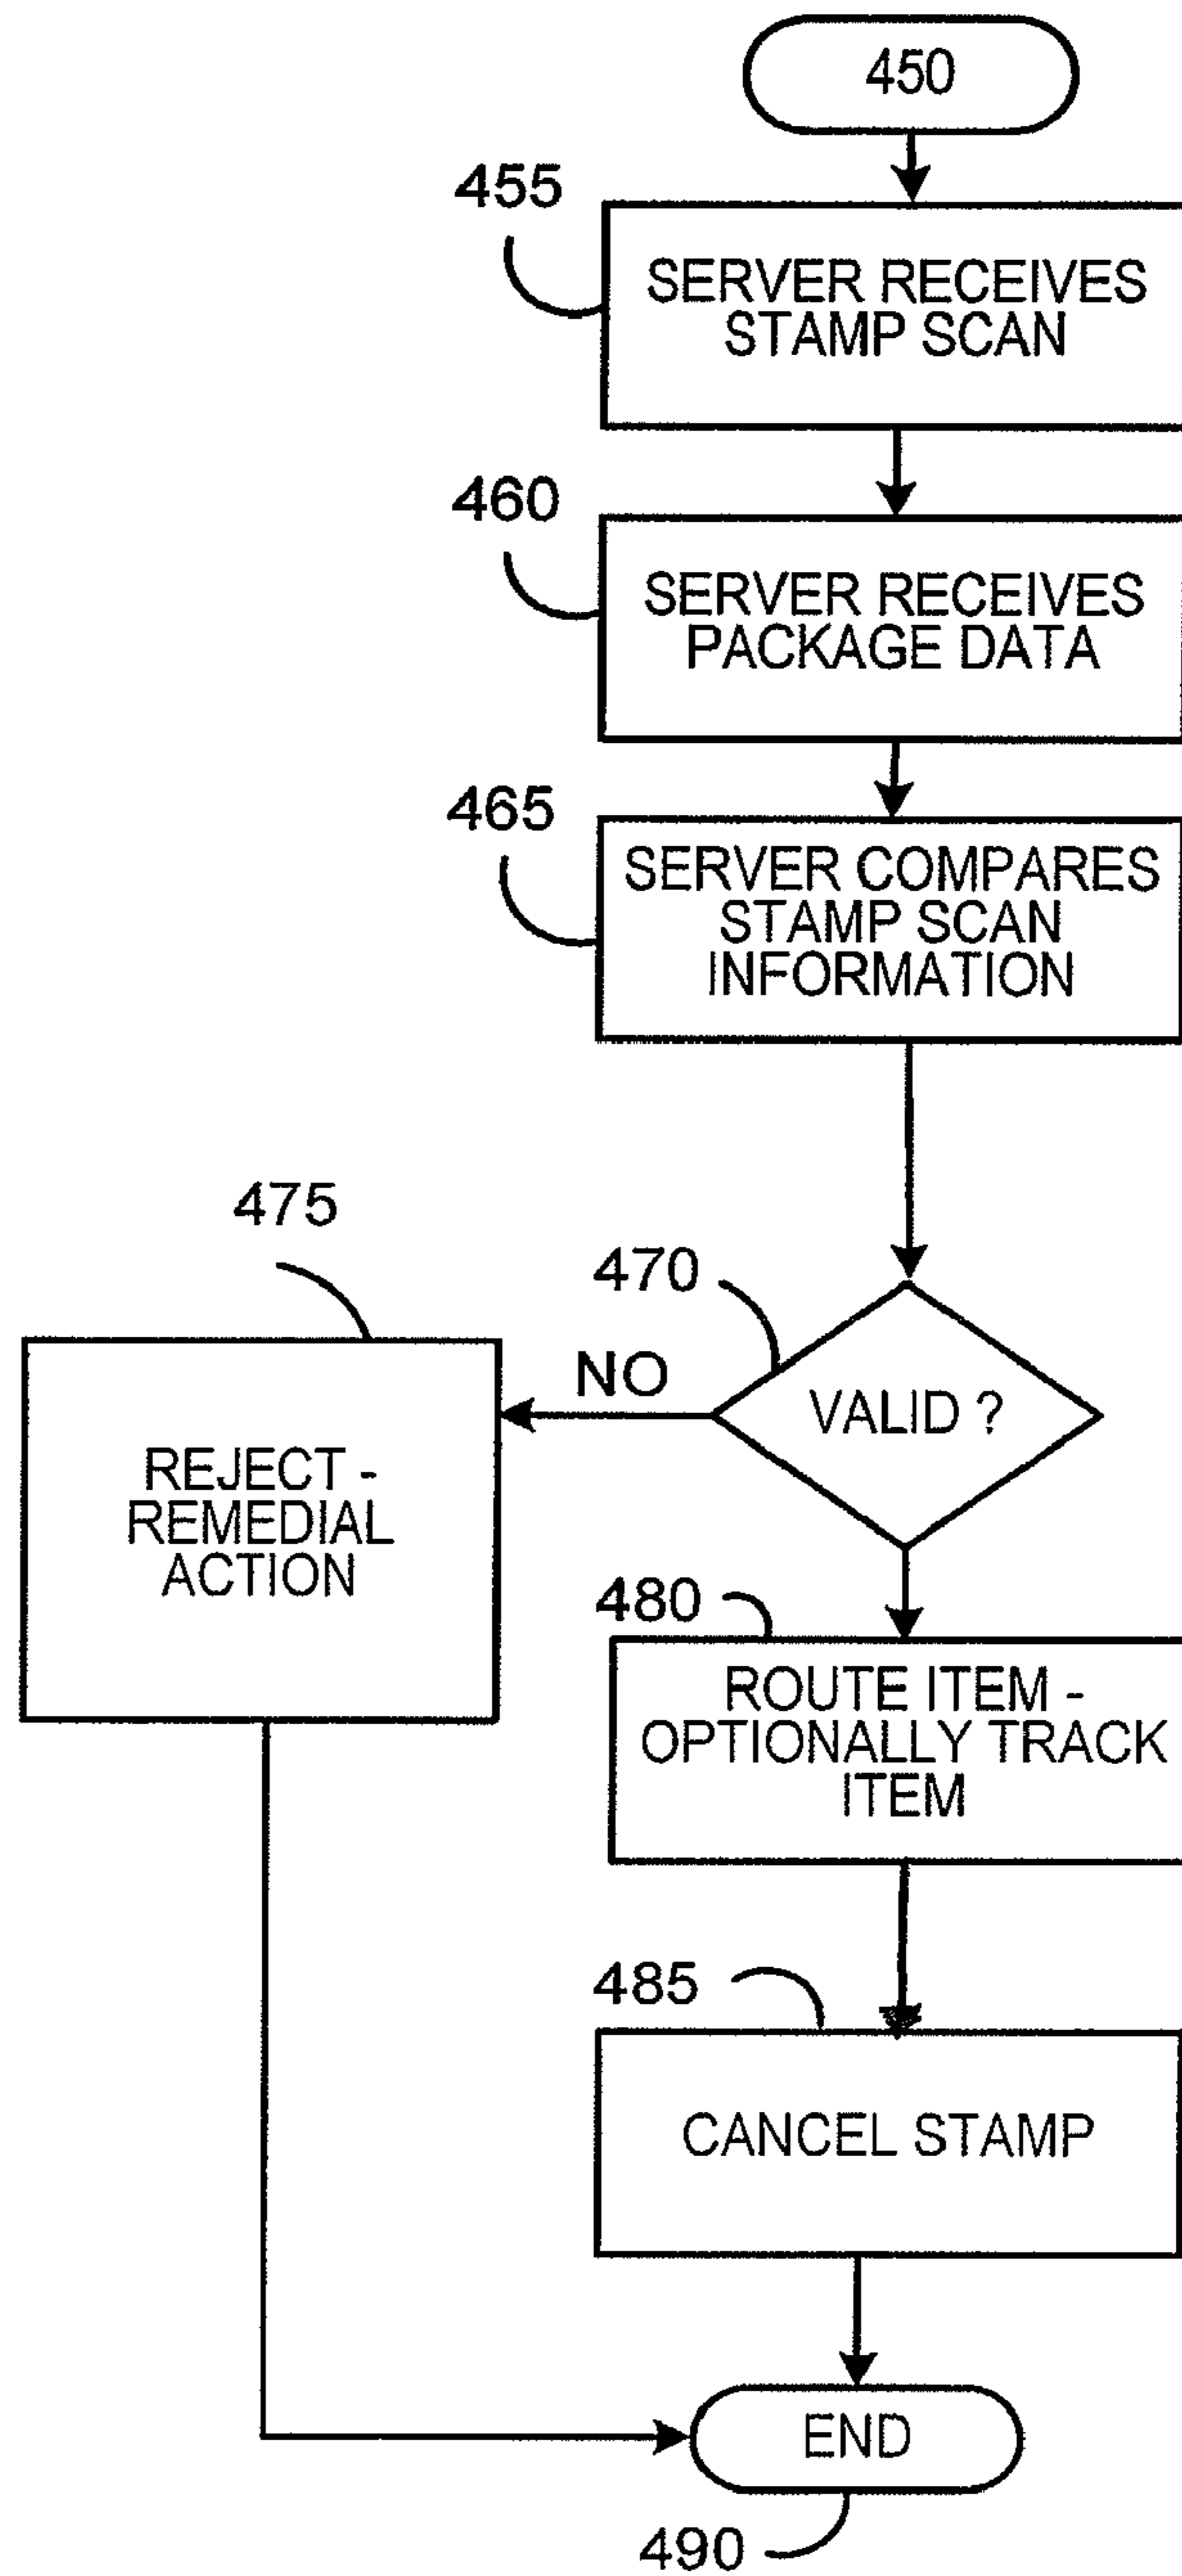 450
455
SERVER RECEIVES
STAMP SCAN
460
SERVER RECEIVES
PACKAGE DATA
465
SERVER COMPARES
STAMP SCAN
INFORMATION
475
470
NO
VALID ?
REJECT -
REMEDIAL
ACTION
480
ROUTE ITEM -
OPTIONALLY TRACK
ITEM
485
CANCEL STAMP
END
490